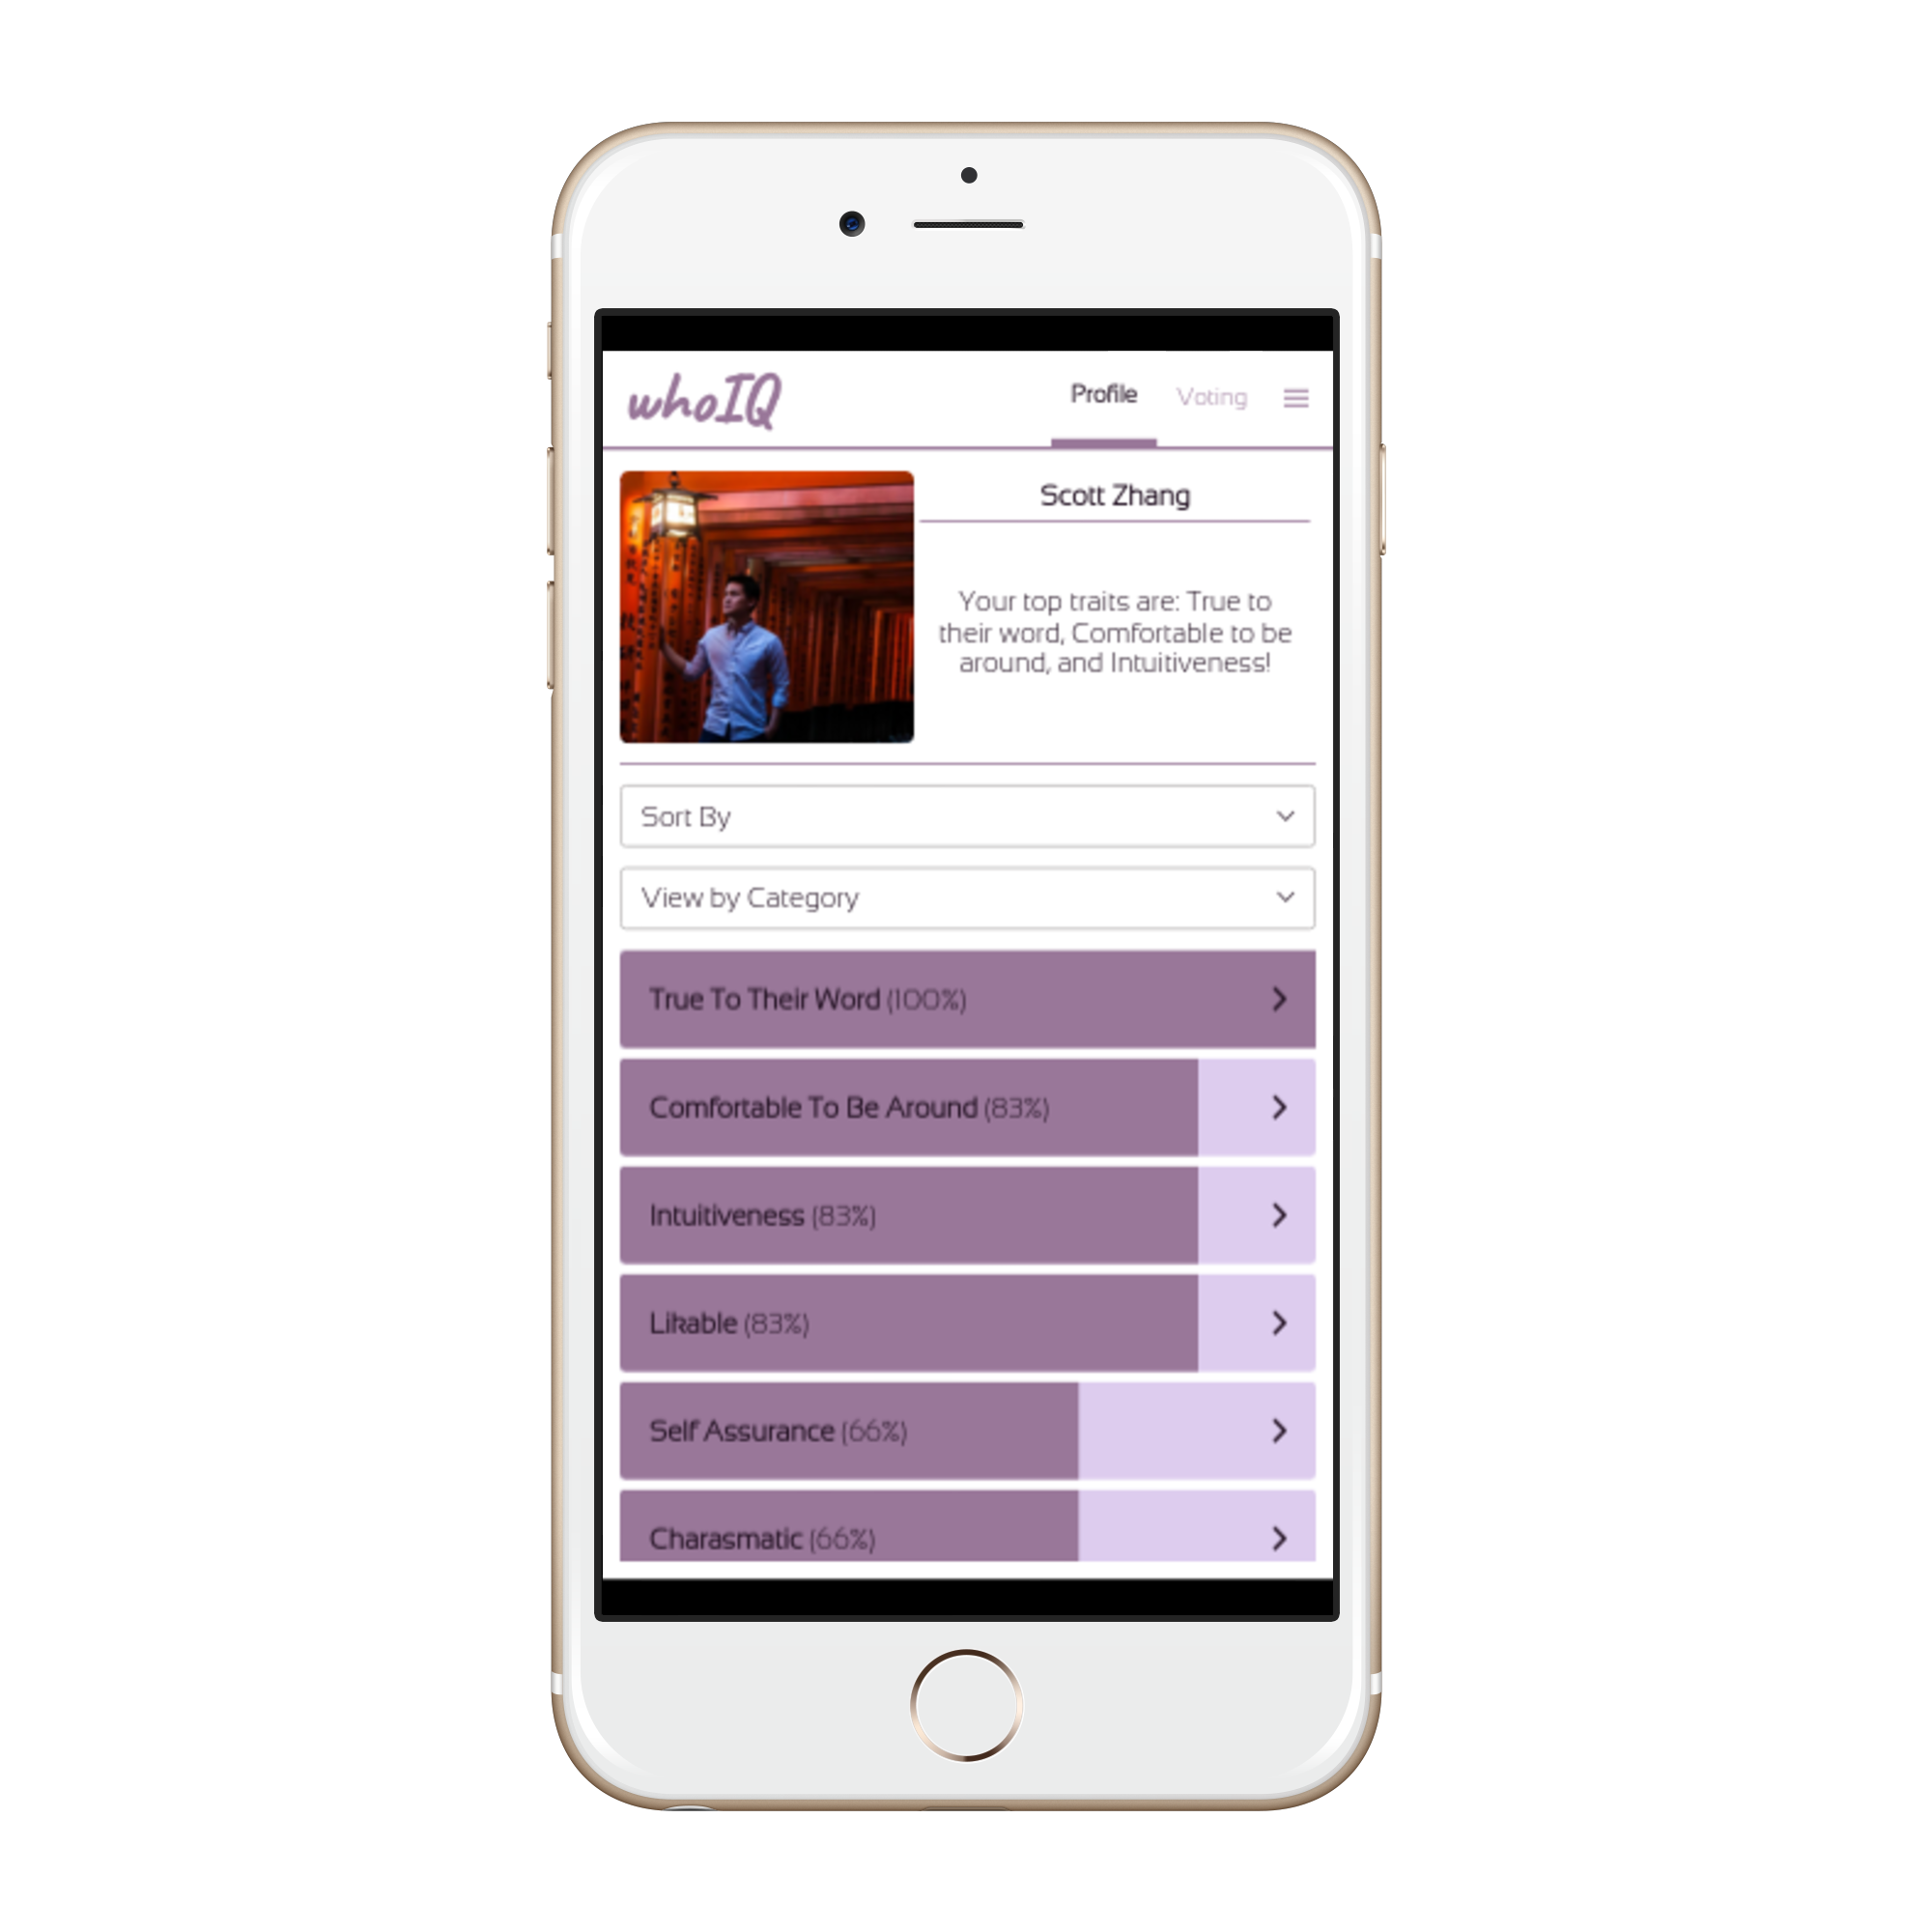 whoIQ
Profile
Voting
Scott Zhang
Your top traits are: True to
their word, Comfortable to be
around, and Intuitiveness!
Sort By
View by Category
True To Their Word (100%)
Comfortable To Be Around (83%)
Intuitiveness (83%)
Likable (83%)
Self Assurance (66%)
Charasmatic (66%)